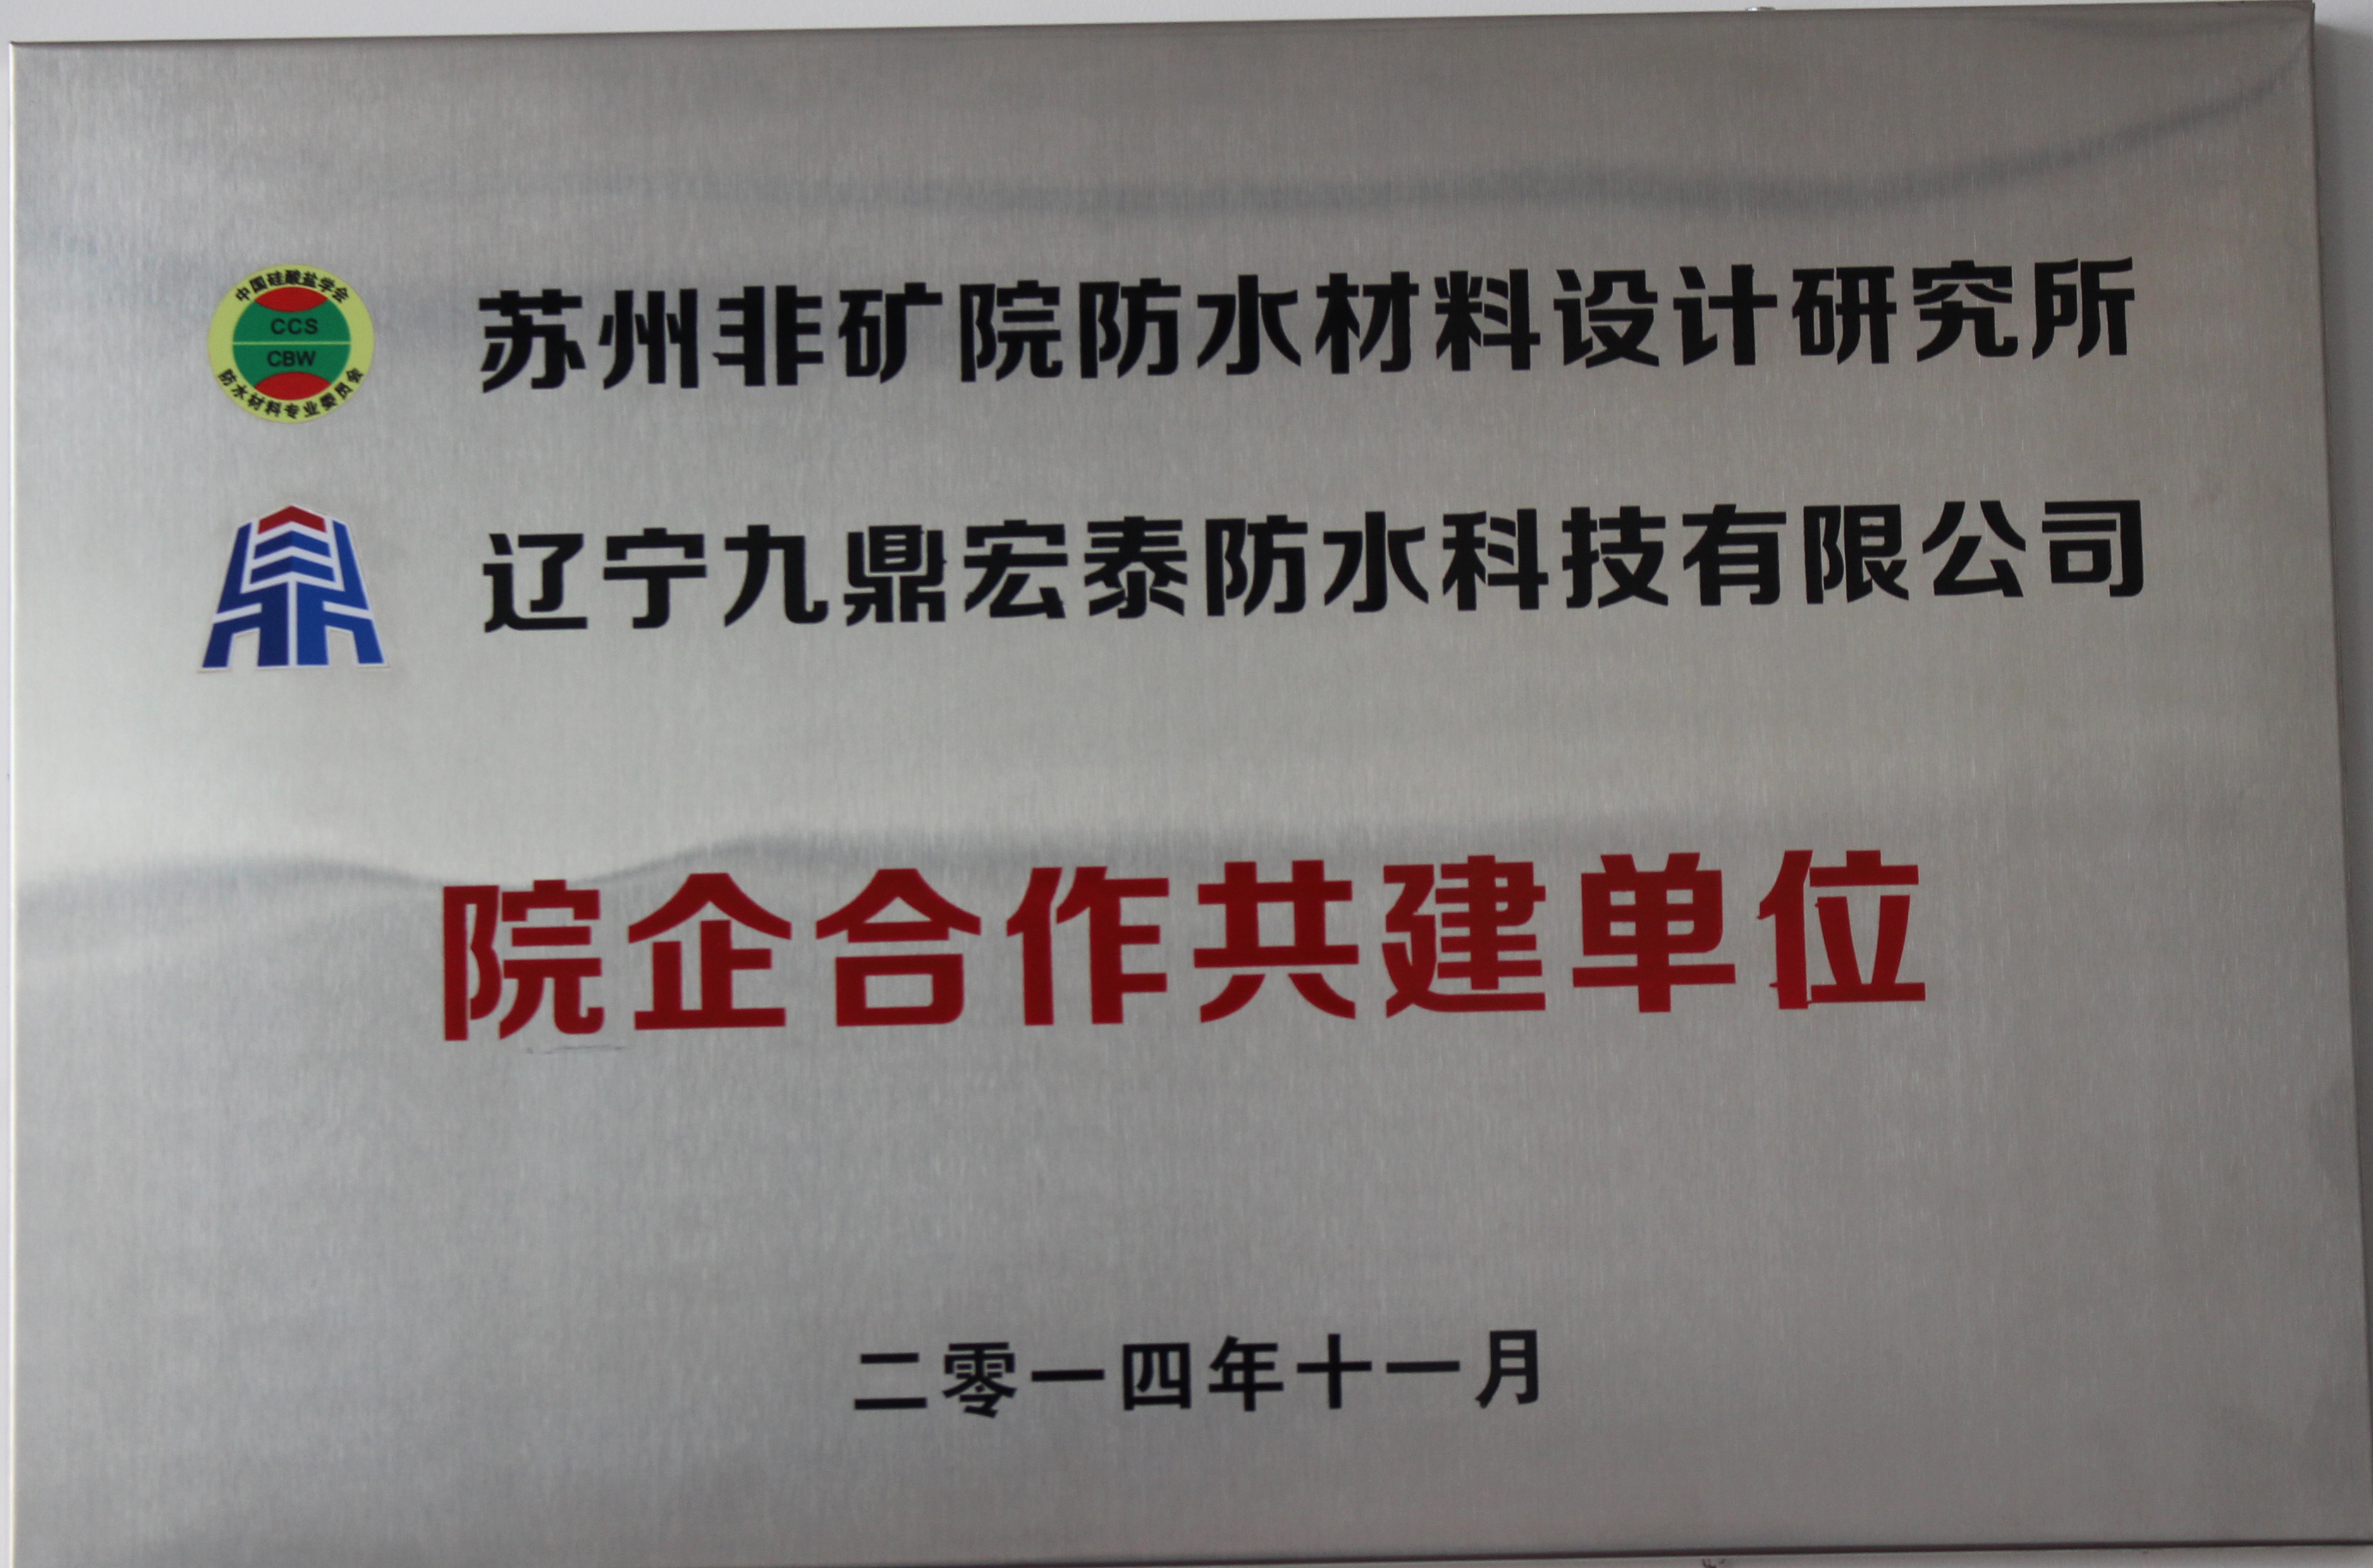 中国硅酸盐学会
CCS
CBW
防水材料专业委员会
苏州非矿院防水材料设计研究所
辽宁九鼎宏泰防水科技有限公司
院企合作共建单位
二零一四年十一月